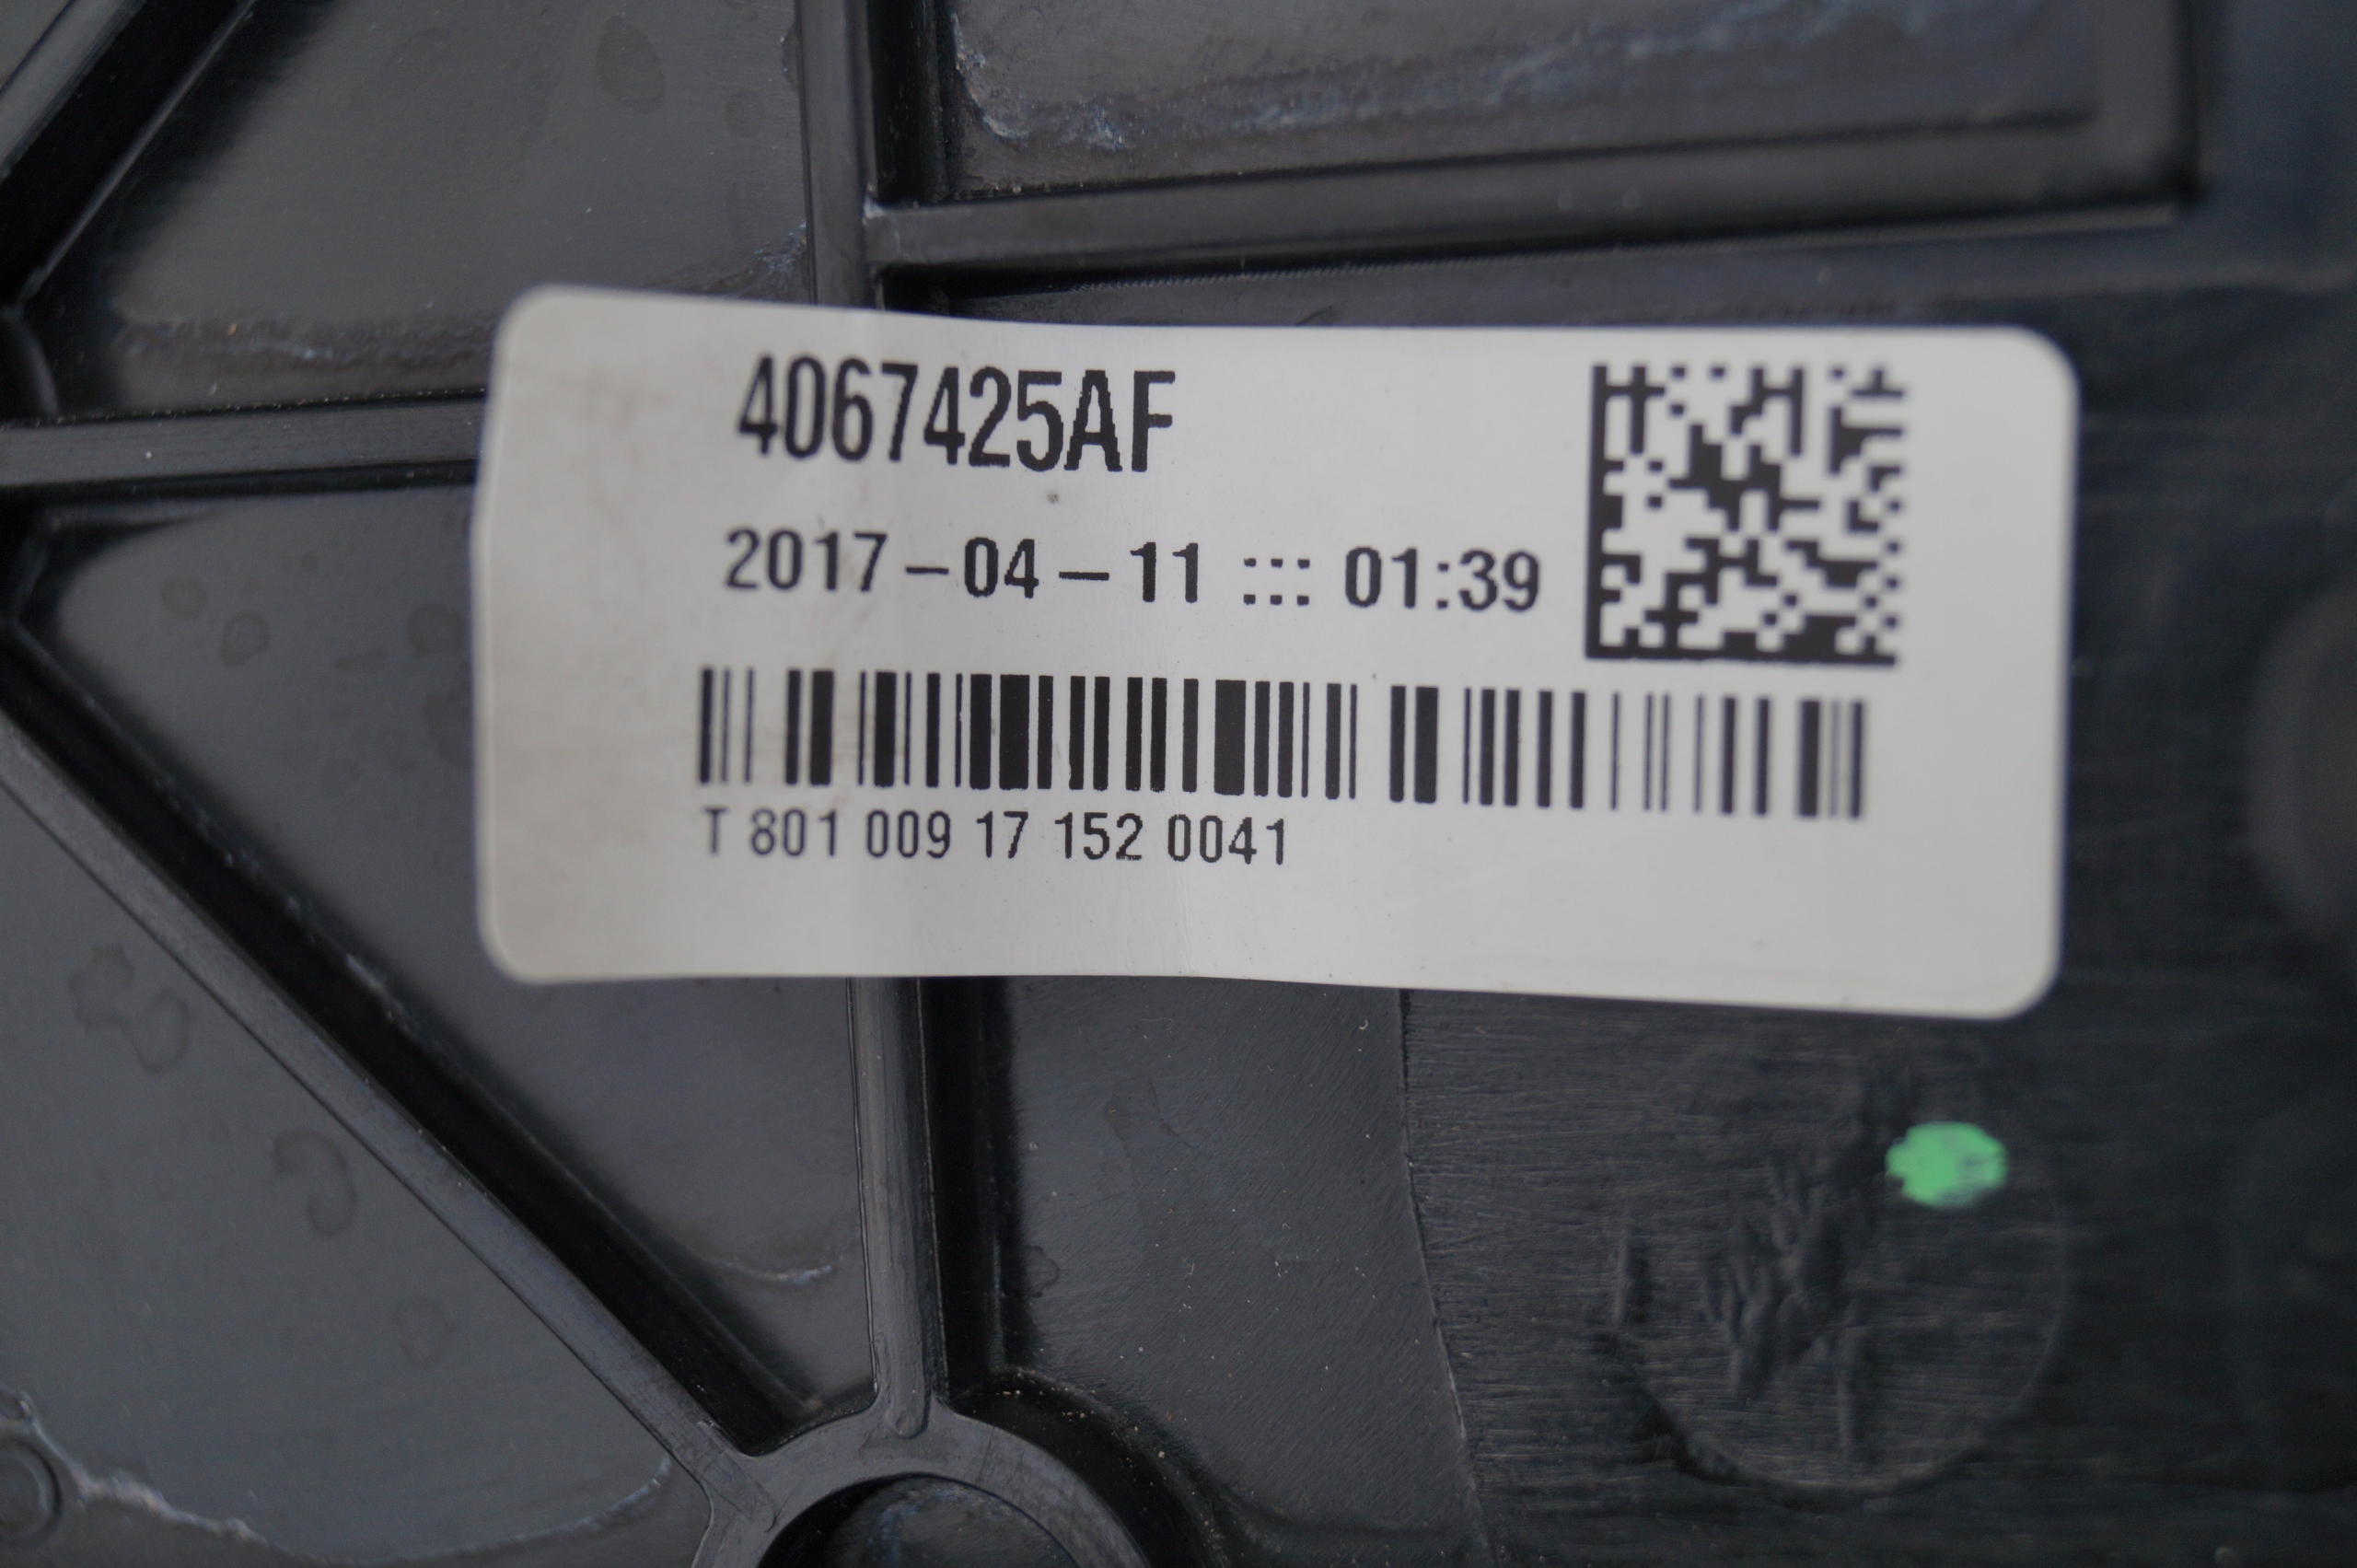 4067425AF
2017-04-11 ::: 01:39
T 801 009 17 152 0041